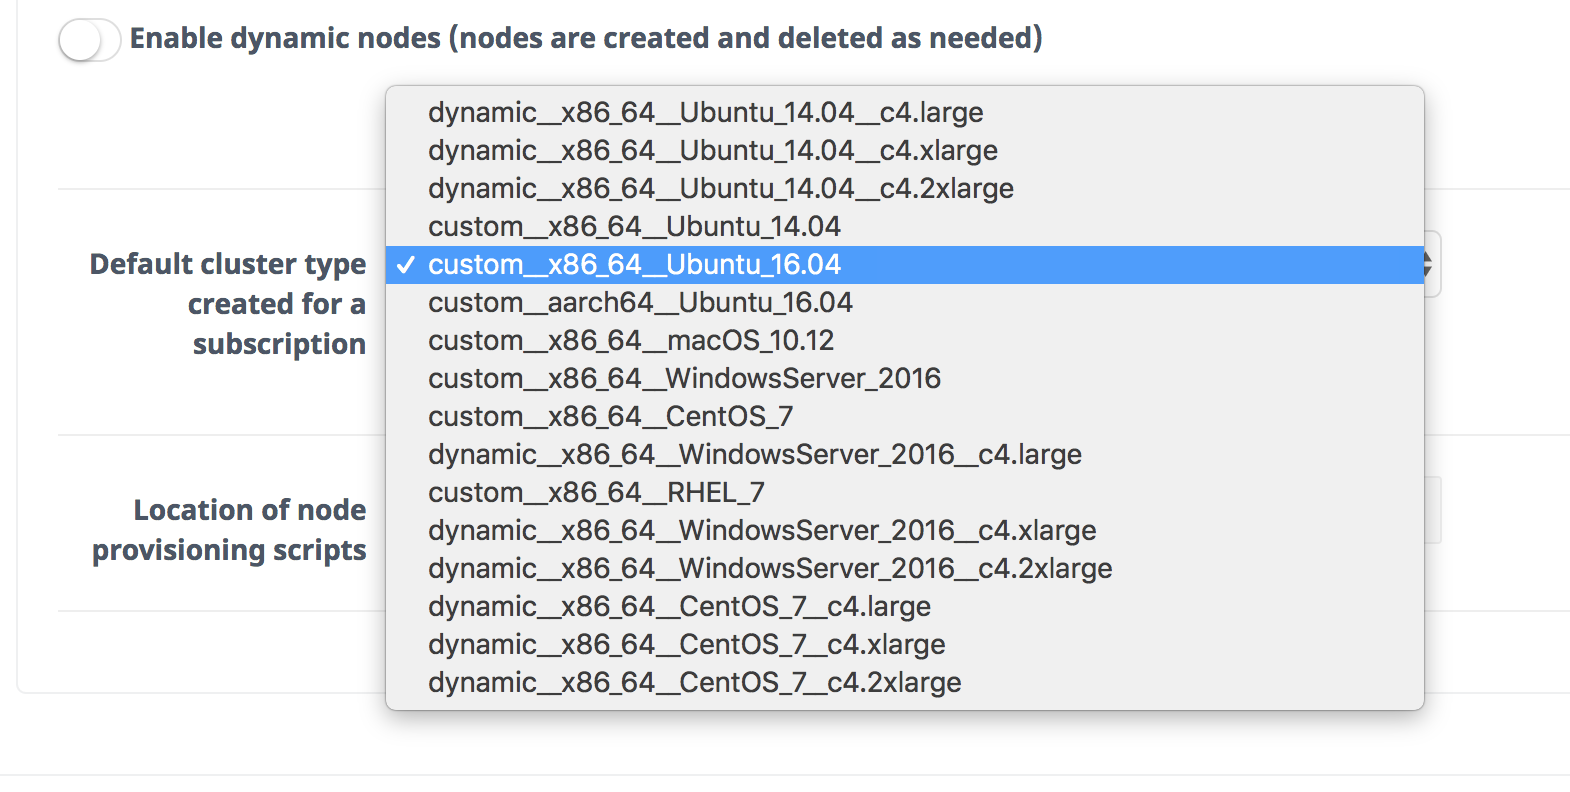 Enable dynamic nodes (nodes are created and deleted as needed)
dynamic__x86_64__Ubuntu_14.04__c4.large
dynamic__x86_64__Ubuntu_14.04__c4.xlarge
dynamic__x86_64__Ubuntu_14.04__c4.2xlarge
custom__x86_64__Ubuntu_14.04
Default cluster type
created for a
subscription
✓ custom__x86_64__Ubuntu_16.04
custom__aarch64__Ubuntu_16.04
custom__x86_64__macOS_10.12
custom__x86_64__WindowsServer_2016
custom__x86_64__CentOS_7
dynamic__x86_64__WindowsServer_2016__c4.large
custom__x86_64__RHEL_7
Location of node
provisioning scripts
dynamic__x86_64__WindowsServer_2016__c4.xlarge
dynamic__x86_64__WindowsServer_2016__c4.2xlarge
dynamic__x86_64__CentOS_7__c4.large
dynamic__x86_64__CentOS_7__c4.xlarge
dynamic__x86_64__CentOS_7__c4.2xlarge